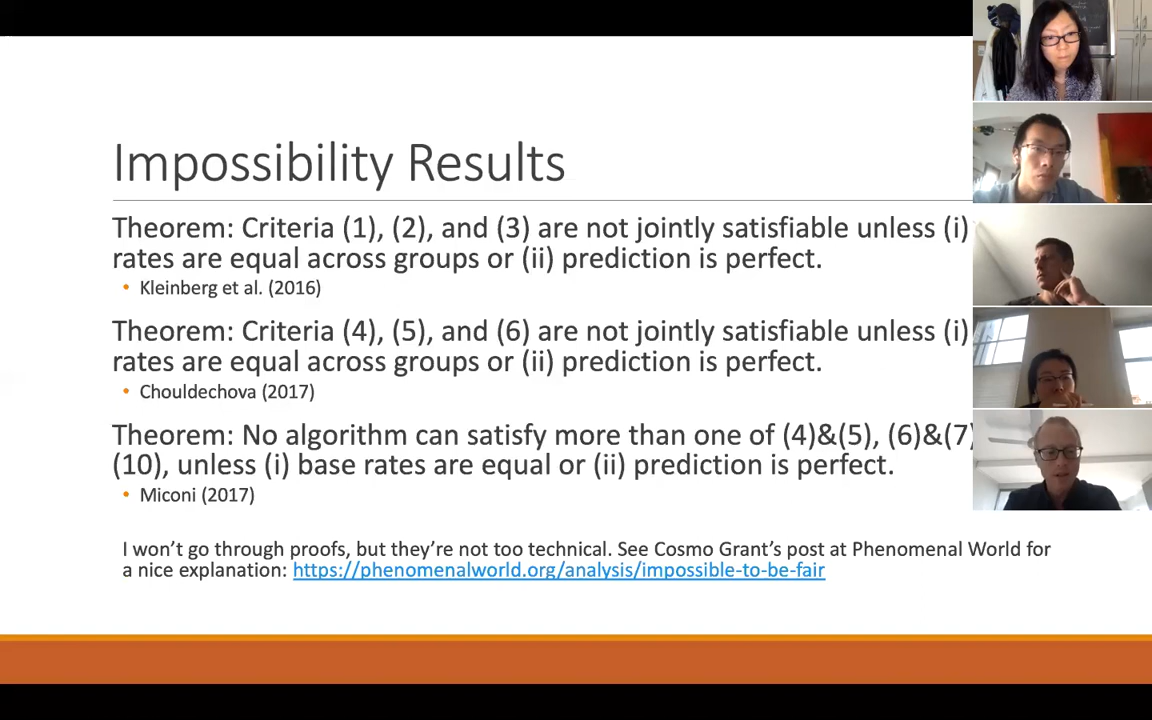 Impossibility Results
Theorem: Criteria (1), (2), and (3) are not jointly satisfiable unless (i)
rates are equal across groups or (ii) prediction is perfect.
• Kleinberg et al. (2016)
Theorem: Criteria (4), (5), and (6) are not jointly satisfiable unless (i)
rates are equal across groups or (ii) prediction is perfect.
• Chouldechova (2017)
Theorem: No algorithm can satisfy more than one of (4)&(5), (6)&(7)
(10), unless (i) base rates are equal or (ii) prediction is perfect.
• Miconi (2017)
I won't go through proofs, but they're not too technical. See Cosmo Grant's post at Phenomenal World for
a nice explanation: https://phenomenalworld.org/analysis/impossible-to-be-fair